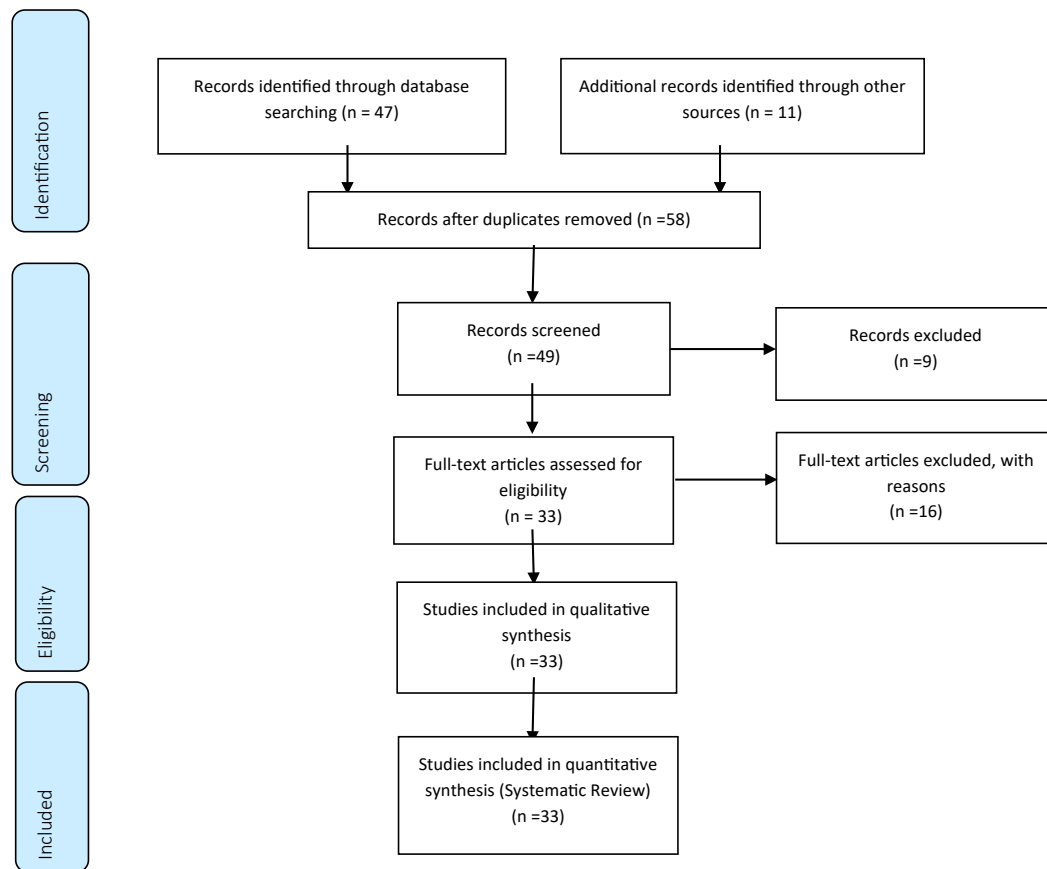 Identification
Records identified through database
searching (n = 47)
Additional records identified through other
sources (n = 11)
Records after duplicates removed (n =58)
Screening
Records screened
(n =49)
Records excluded
(n =9)
Full-text articles assessed for
eligibility
(n = 33)
Full-text articles excluded, with
reasons
(n =16)
Eligibility
Studies included in qualitative
synthesis
(n =33)
Included
Studies included in quantitative
synthesis (Systematic Review)
(n =33)